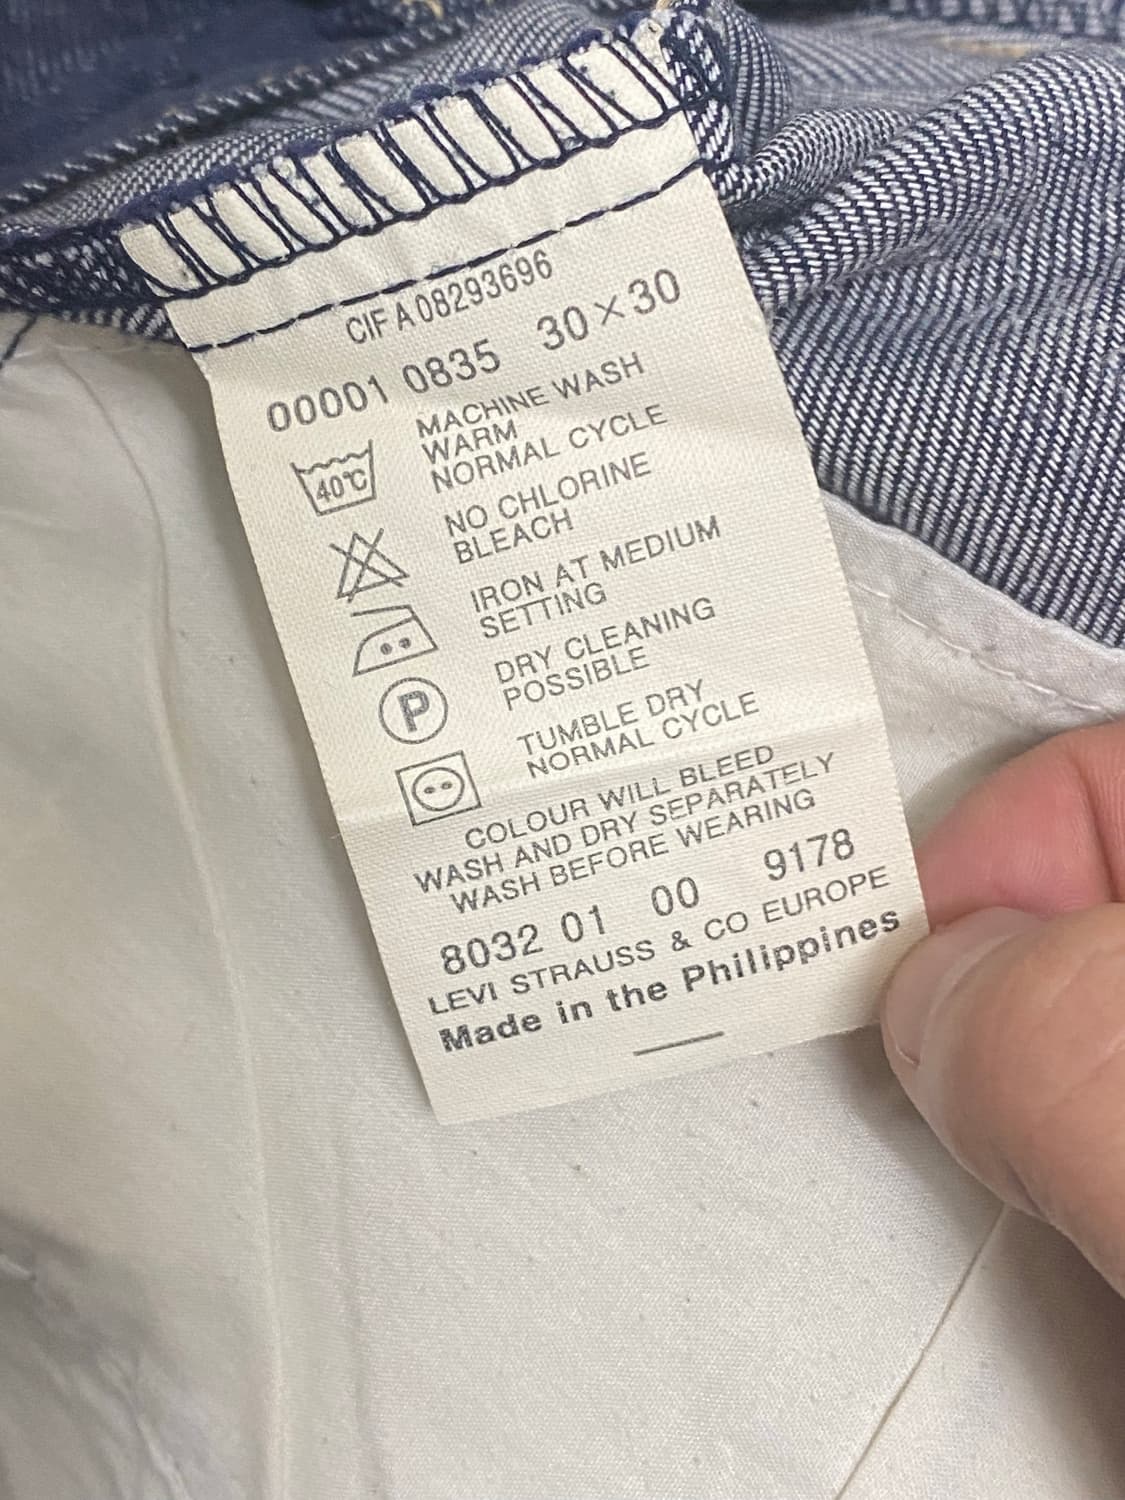 CIF A08293696
00001 0835 30×30
MACHINE WASH
WARM
NORMAL CYCLE
40°C
NO CHLORINE
BLEACH
IRON AT MEDIUM
SETTING
DRY CLEANING
POSSIBLE
P
TUMBLE DRY
NORMAL CYCLE
COLOUR WILL BLEED
WASH AND DRY SEPARATELY
WASH BEFORE WEARING
8032 01 00 9178
LEVI STRAUSS & CO EUROPE
Made in the Philippines